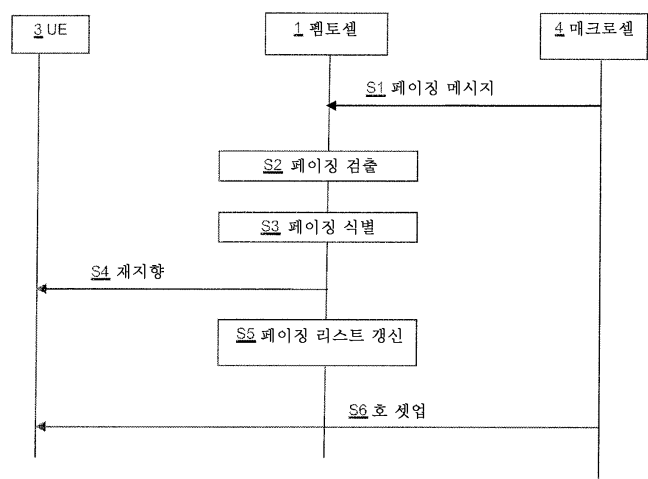 3 UE
1 펨토셀
4 매크로셀
S1 페이징 메시지
S2 페이징 검출
S3 페이징 식별
S4 재지향
S5 페이징 리스트 갱신
S6 호 셋업